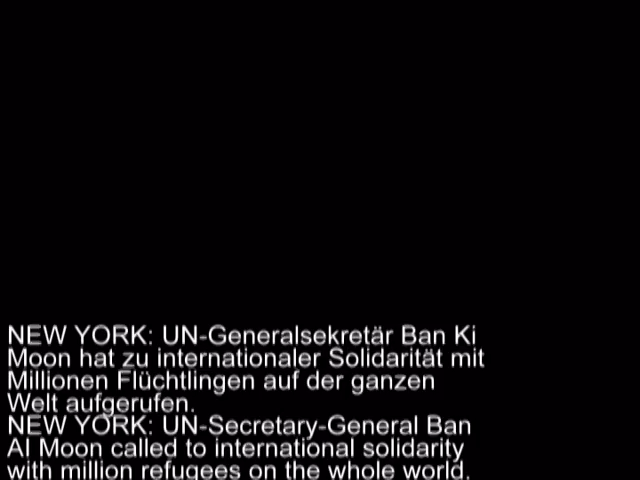 NEW YORK: UN-Generalsekretär Ban Ki
Moon hat zu internationaler Solidarität mit
Millionen Flüchtlingen auf der ganzen
Welt aufgerufen.
NEW YORK: UN-Secretary-General Ban
AI Moon called to international solidarity
with million refugees on the whole world.